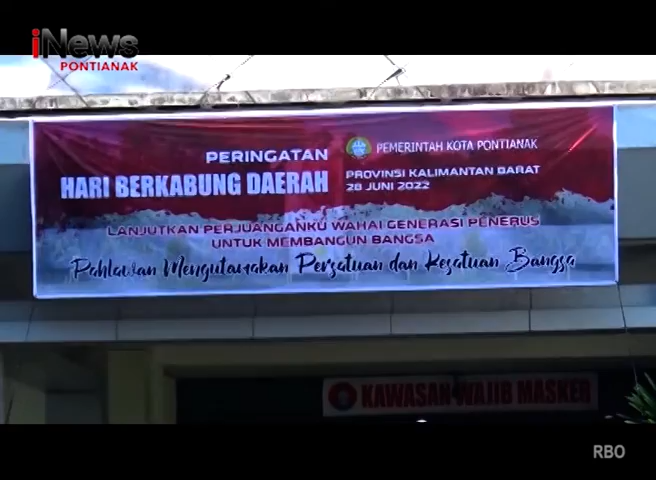 iNews
PONTIANAK
PERINGATAN
HARI BERKABUNG DAERAH
PEMERINTAH KOTA PONTIANAK
PROVINSI KALIMANTAN BARAT
28 JUNI 2022
LANJUTKAN PERJUANGANKU WAHAI GENERASI PENERUS
UNTUK MEMBANGUN BANGSA
Pahlawan Mengutamakan Persatuan dan Kesatuan Bangsa
KAWASAN WAJIB MASKER
RBO